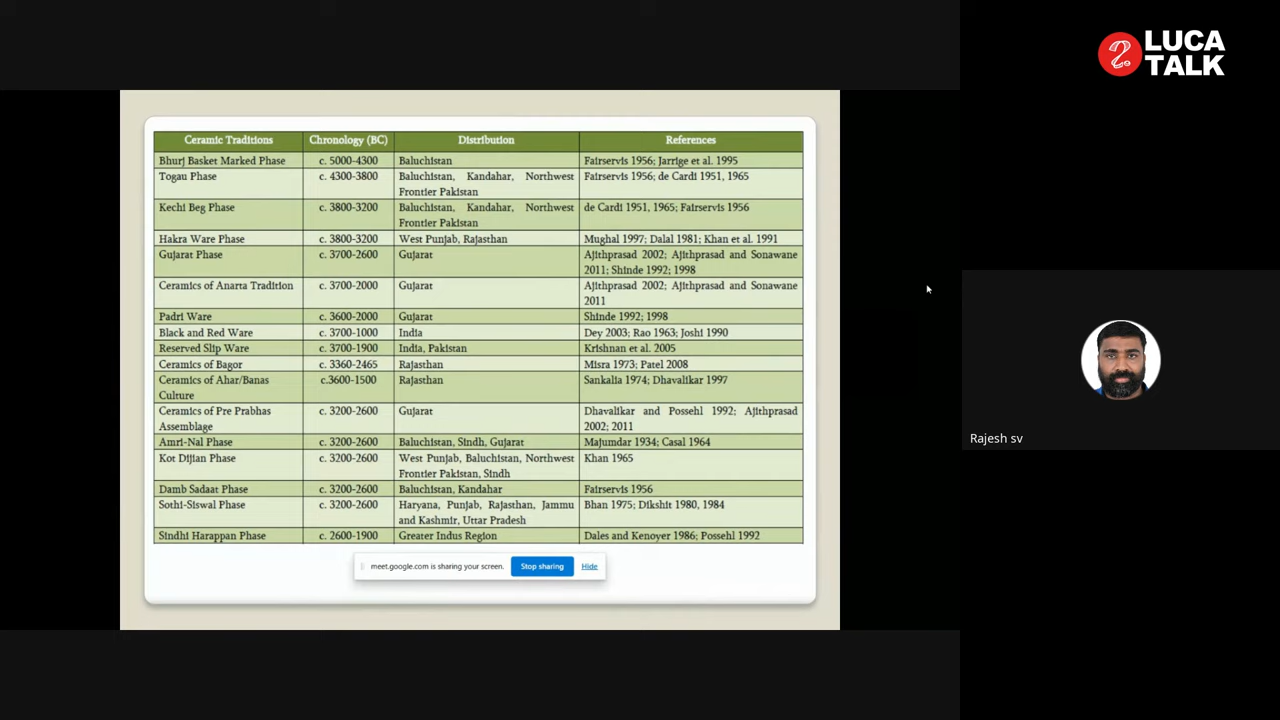 LUCA
TALK
Ceramic Traditions Chronology (BC) Distribution References
Bhurj Basket Marked Phase c. 5000-4300 Baluchistan Fairservis 1956; Jarrige et al. 1995
Togau Phase c. 4300-3800 Baluchistan, Kandahar, Northwest Fairservis 1956; de Cardi 1951, 1965
Frontier Pakistan
Kechi Beg Phase c. 3800-3200 Baluchistan, Kandahar, Northwest de Cardi 1951, 1965; Fairservis 1956
Frontier Pakistan
Hakra Ware Phase c. 3800-3200 West Punjab, Rajasthan Mughal 1997; Dalal 1981; Khan et al. 1991
Gujarat Phase c. 3700-2600 Gujarat Ajithprasad 2002; Ajithprasad and Sonawane
2011; Shinde 1992; 1998
Ceramics of Anarta Tradition c. 3700-2000 Gujarat Ajithprasad 2002; Ajithprasad and Sonawane
2011
Padri Ware c. 3600-2000 Gujarat Shinde 1992; 1998
Black and Red Ware c. 3700-1000 India Dey 2003; Rao 1963; Joshi 1990
Reserved Slip Ware c. 3700-1900 India, Pakistan Krishnan et al. 2005
Ceramics of Bagor c. 3360-2465 Rajasthan Misra 1973; Patel 2008
Ceramics of Ahar/Banas c.3600-1500 Rajasthan Sankalia 1974; Dhavalikar 1997
Culture
Ceramics of Pre Prabhas c. 3200-2600 Gujarat Dhavalikar and Possehl 1992; Ajithprasad
Assemblage 2002; 2011
Amri-Nal Phase c. 3200-2600 Baluchistan, Sindh, Gujarat Majumdar 1934; Casal 1964
Kot Dijian Phase c. 3200-2600 West Punjab, Baluchistan, Northwest Khan 1965
Frontier Pakistan, Sindh
Damb Sadaat Phase c. 3200-2600 Baluchistan, Kandahar Fairservis 1956
Sothi-Siswal Phase c. 3200-2600 Haryana, Punjab, Rajasthan, Jammu Bhan 1975; Dikshit 1980, 1984
and Kashmir, Uttar Pradesh
Sindhi Harappan Phase c. 2600-1900 Greater Indus Region Dales and Kenoyer 1986; Possehl 1992
meet.google.com is sharing your screen. Stop sharing Hide
Rajesh sv